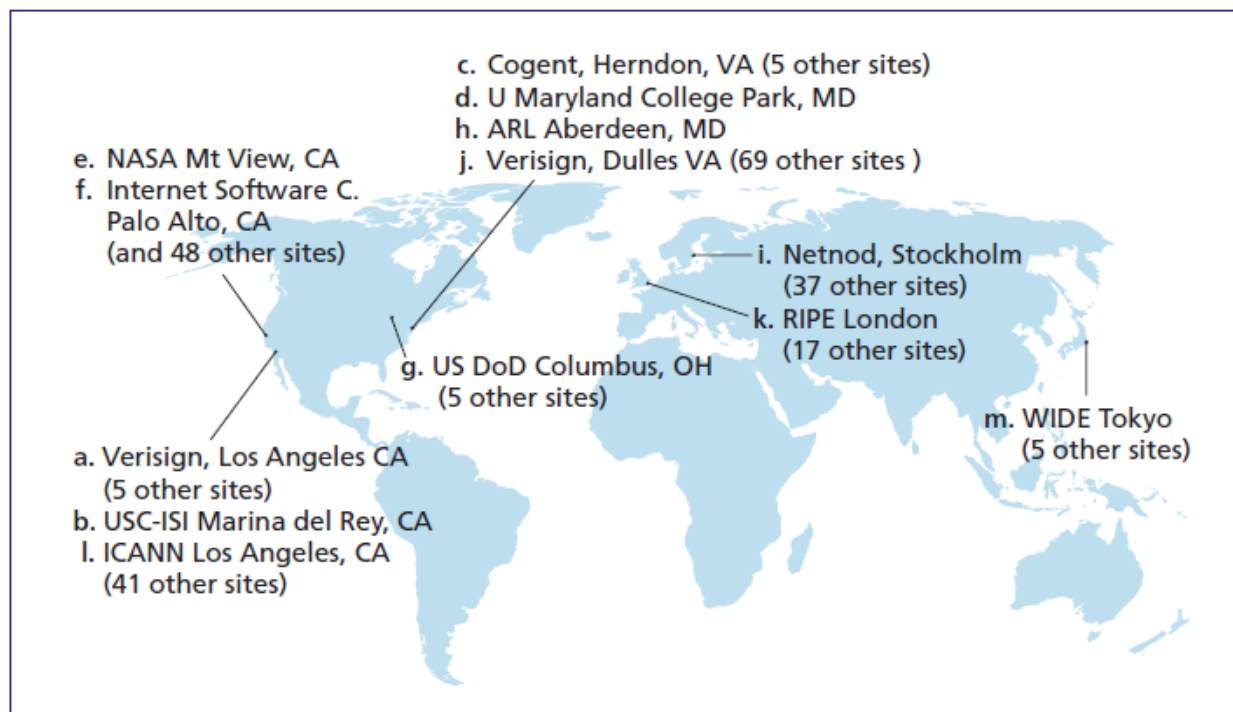 c. Cogent, Herndon, VA (5 other sites)
d. U Maryland College Park, MD
h. ARL Aberdeen, MD
j. Verisign, Dulles VA (69 other sites )
e. NASA Mt View, CA
f. Internet Software C.
Palo Alto, CA
(and 48 other sites)
i. Netnod, Stockholm
(37 other sites)
k. RIPE London
(17 other sites)
g. US DoD Columbus, OH
(5 other sites)
m. WIDE Tokyo
(5 other sites)
a. Verisign, Los Angeles CA
(5 other sites)
b. USC-ISI Marina del Rey, CA
l. ICANN Los Angeles, CA
(41 other sites)